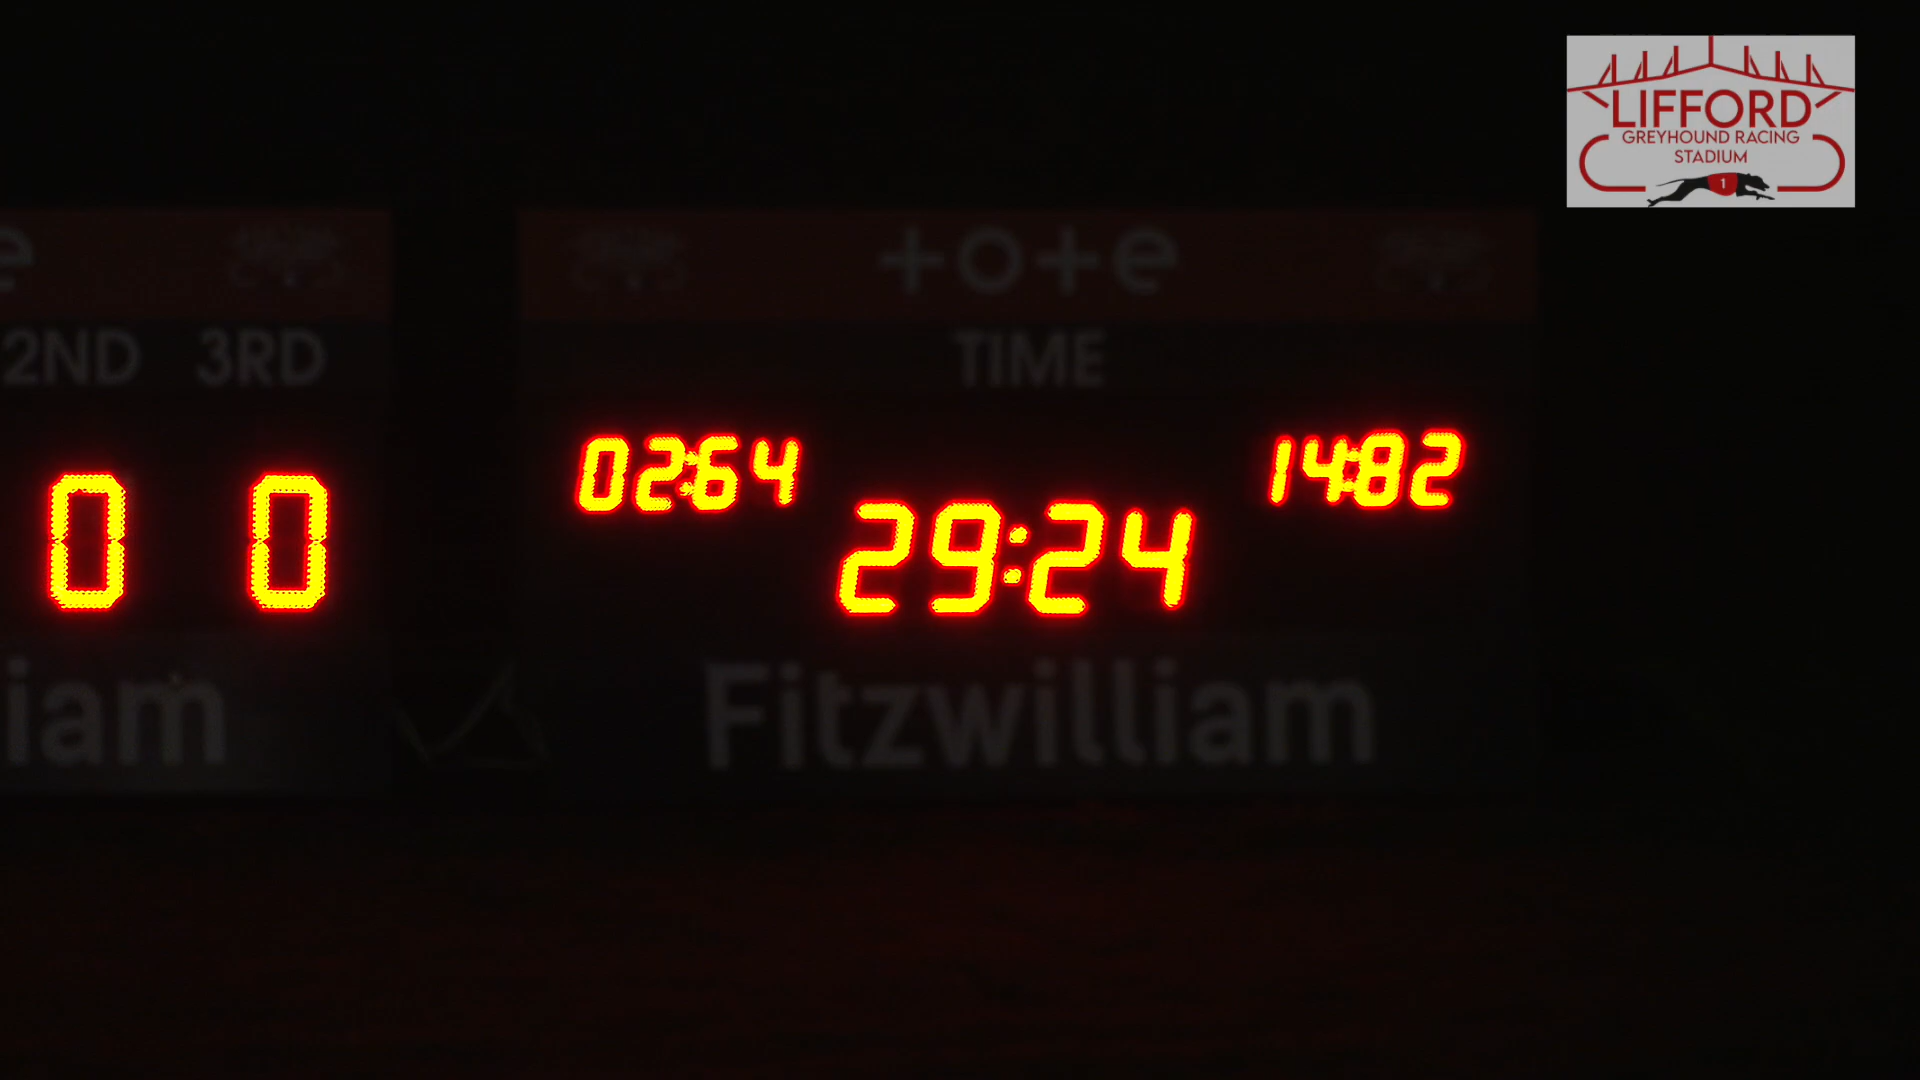 LIFFORD
GREYHOUND RACING
STADIUM
1
e
tote
2ND 3RD
TIME
02:64
14:82
0 0
29:24
iam
Fitzwilliam